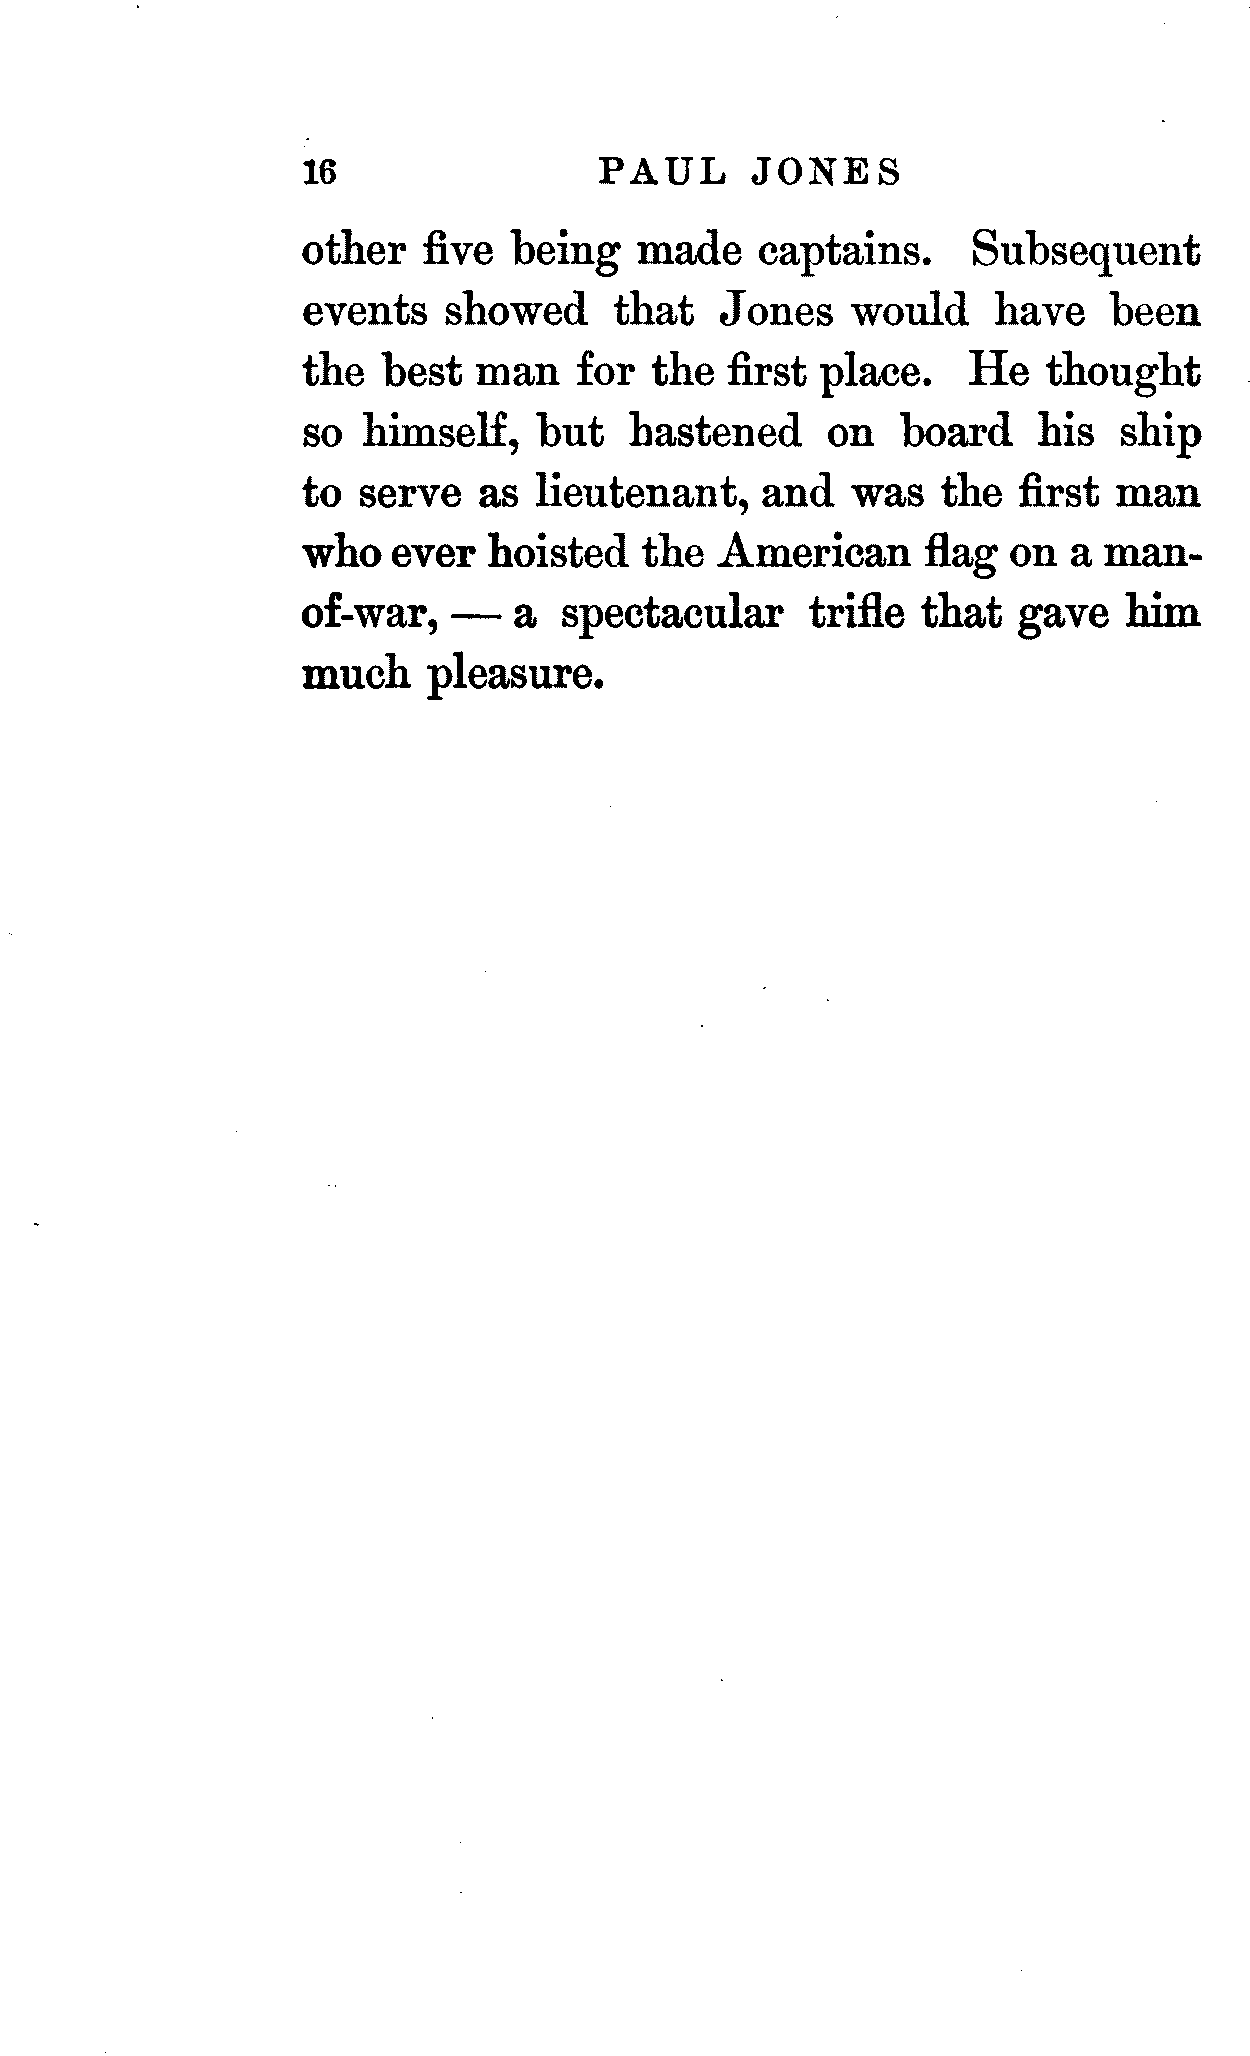 16 PAUL JONES
other five being made captains. Subsequent
events showed that Jones would have been
the best man for the first place. He thought
so himself, but hastened on board his ship
to serve as lieutenant, and was the first man
who ever hoisted the American flag on a man-
of-war, — a spectacular trifle that gave him
much pleasure.